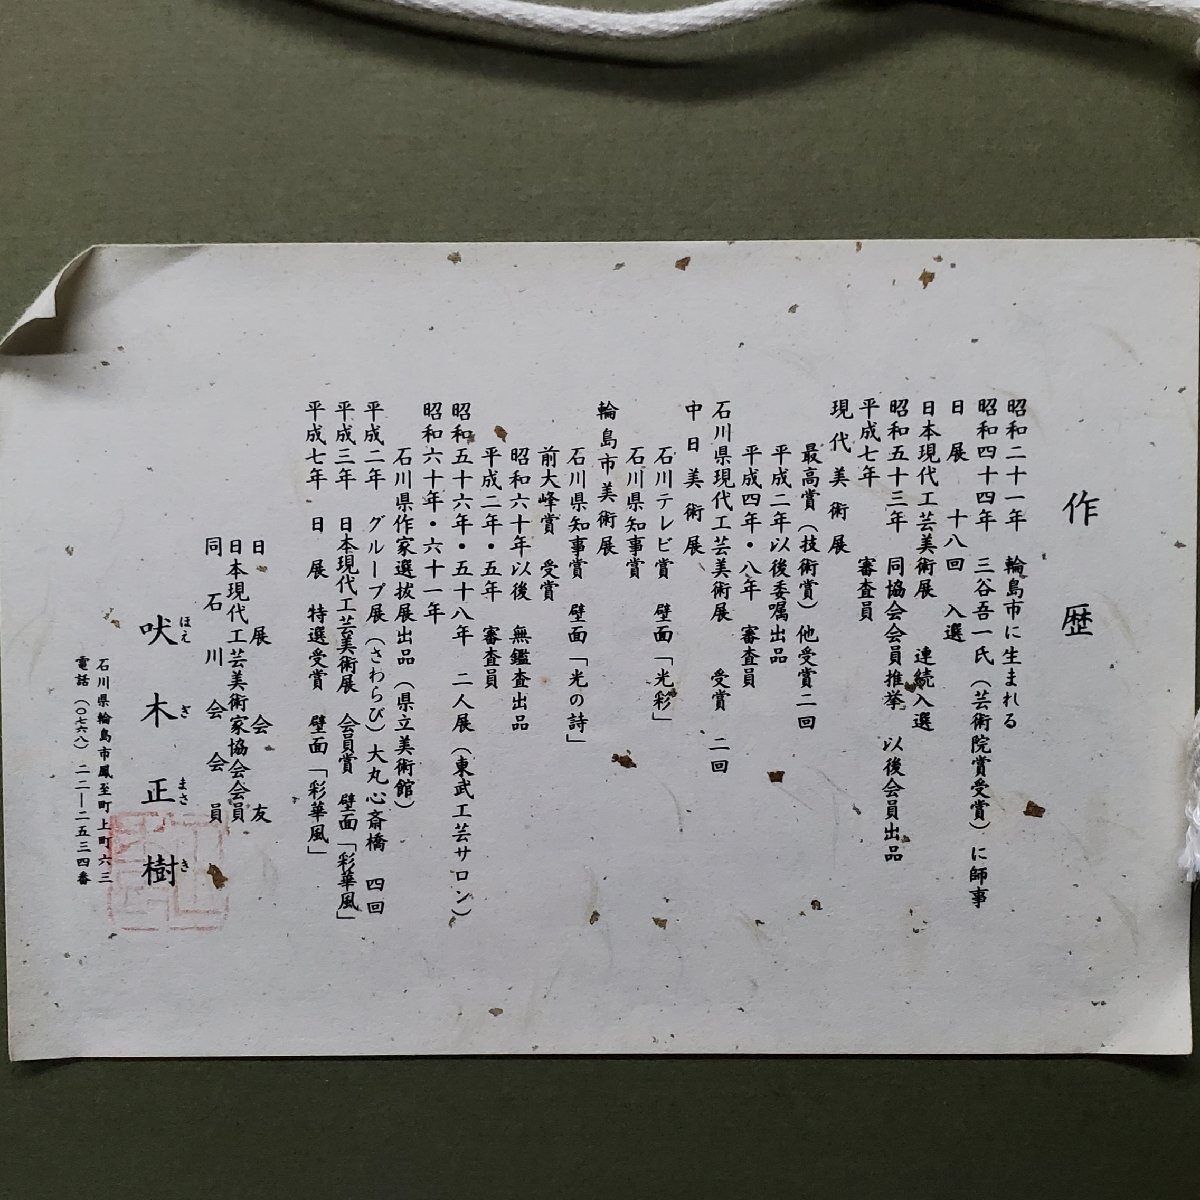 作歴
昭和二十一年　輪島市に生まれる
昭和四十四年　三谷吾一氏（芸術院賞受賞）に師事
日展　十八回　入選
日本現代工芸美術展　連続入選
昭和五十三年　同協会会員推挙　以後会員出品
平成七年　審査員
現代美術展
最高賞（技術賞）他受賞二回
平成二年以後委嘱出品
平成四年・八年　審査員
石川県現代工芸美術展　受賞　二回
中日美術展
石川テレビ賞　壁面「光彩」
石川県知事賞
輪島市美術展
石川県知事賞　壁面「光の詩」
前大峰賞　受賞
昭和六十年以後　無鑑査出品
平成二年・五年　審査員
昭和五十六年・五十八年　二人展（東武工芸サロン）
昭和六十年・六十一年
石川県作家選抜展出品（県立美術館）
平成二年　グループ展（さわらび）大丸心斎橋　四回
平成三年　日本現代工芸美術展　会員賞　壁面「彩華風」
平成七年　日展　特選受賞　壁面「彩華風」
日展会友
日本現代工芸美術家協会会員
同石川会会員
吠木正樹
ほえぎまさき
石川県輪島市鳳至町上町六三
電話（〇七六八）二二―二五三四番